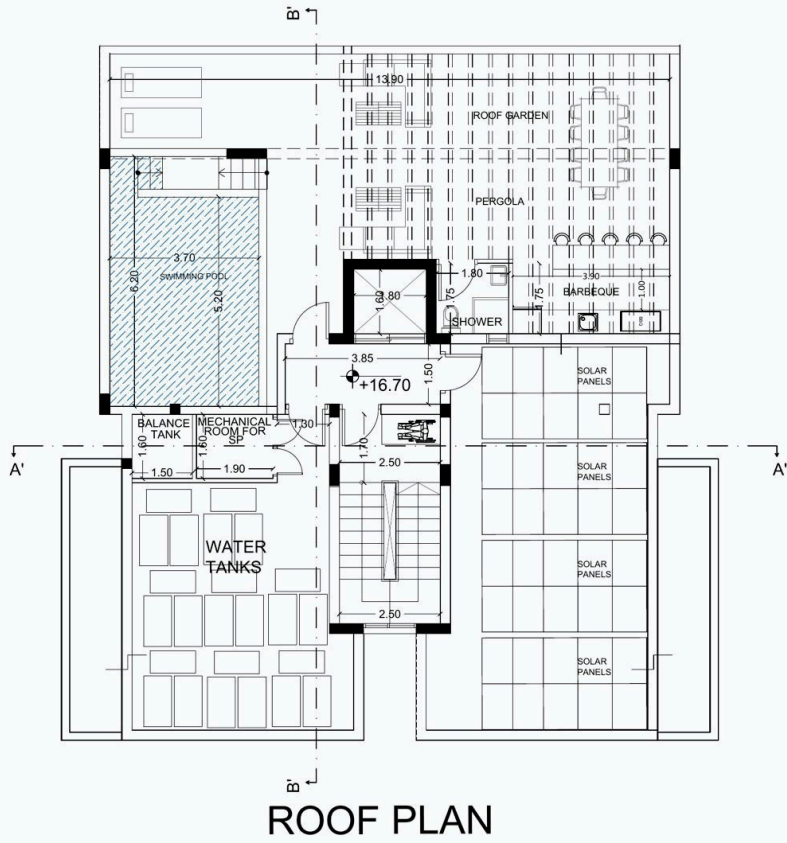 B'
13.90
ROOF GARDEN
PERGOLA
3.70
SWIMMING POOL
6.20
5.20
1.80
1.60
.80
1.75
SHOWER
1.75
3.90
BARBEQUE
1.00
3.85
+16.70
1.50
SOLAR
PANELS
BALANCE
TANK
MECHANICAL
ROOM FOR
SP
1.30
1.60
1.60
1.50
1.90
1.70
2.50
A'
A'
SOLAR
PANELS
WATER
TANKS
SOLAR
PANELS
2.50
SOLAR
PANELS
B'
ROOF PLAN